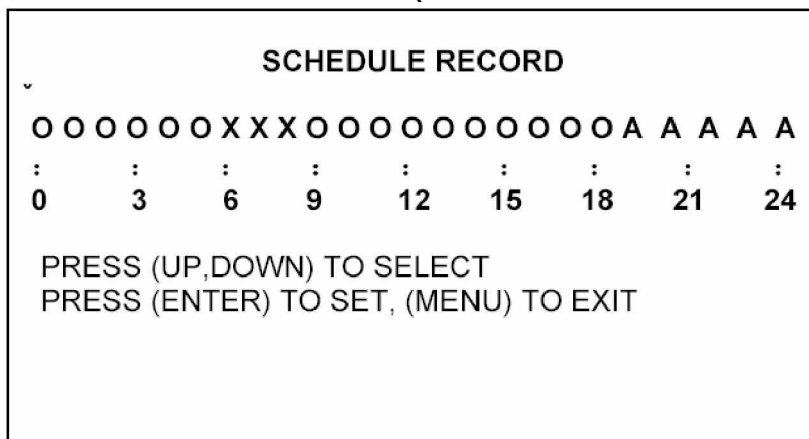 SCHEDULE RECORD
O O O O O O X X X O O O O O O O O O O A A A A A
: : : : : : : : :
0 3 6 9 12 15 18 21 24
PRESS (UP,DOWN) TO SELECT
PRESS (ENTER) TO SET, (MENU) TO EXIT